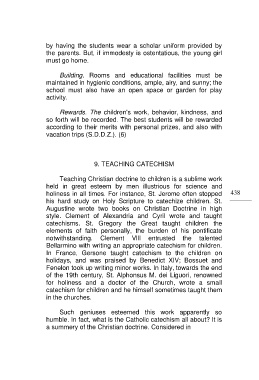 by having the students wear a scholar uniform provided by
the parents. But, if immodesty is ostentatious, the young girl
must go home.
Building. Rooms and educational facilities must be
maintained in hygienic conditions, ample, airy, and sunny; the
school must also have an open space or garden for play
activity.
Rewards. The children's work, behavior, kindness, and
so forth will be recorded. The best students will be rewarded
according to their merits with personal prizes, and also with
vacation trips (S.D.D.Z.). (6)
9. TEACHING CATECHISM
Teaching Christian doctrine to children is a sublime work
held in great esteem by men illustrious for science and
holiness in all times. For instance, St. Jerome often stopped
his hard study on Holy Scripture to catechize children. St.
Augustine wrote two books on Christian Doctrine in high
style. Clement of Alexandria and Cyril wrote and taught
catechisms. St. Gregory the Great taught children the
elements of faith personally, the burden of his pontificate
notwithstanding. Clement VIII entrusted the talented
Bellarmino with writing an appropriate catechism for children.
In France, Gersone taught catechism to the children on
holidays, and was praised by Benedict XIV; Bossuet and
Fenelon took up writing minor works. In Italy, towards the end
of the 19th century, St. Alphonsus M. dei Liguori, renowned
for holiness and a doctor of the Church, wrote a small
catechism for children and he himself sometimes taught them
in the churches.
Such geniuses esteemed this work apparently so
humble. In fact, what is the Catholic catechism all about? It is
a summery of the Christian doctrine. Considered in
438